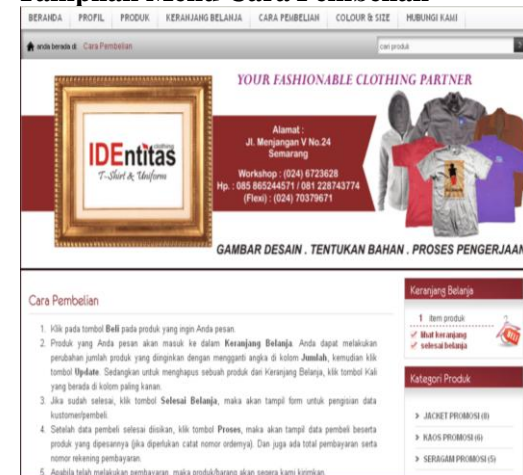 Tampilan Menu Cara Pembelian
BERANDA PROFIL PRODUK KERANJANG BELANJA CARA PEMBELIAN COLOUR & SIZE HUBUNGI KAMI
anda berada di Cara Pembelian
cari produk
YOUR FASHIONABLE CLOTHING PARTNER
clothing
IDEntitas
T-Shirt & Uniform
Alamat :
Jl. Menjangan V No.24
Semarang
Workshop : (024) 6723628
Hp. : 085 865244571 / 081 228743774
(Flexi) : (024) 70379671
GAMBAR DESAIN . TENTUKAN BAHAN . PROSES PENGERJAAN
Cara Pembelian
1. Klik pada tombol Beli pada produk yang ingin Anda pesan.
2. Produk yang Anda pesan akan masuk ke dalam Keranjang Belanja. Anda dapat melakukan
perubahan jumlah produk yang diinginkan dengan mengganti angka di kolom Jumlah, kemudian klik
tombol Update. Sedangkan untuk menghapus sebuah produk dari Keranjang Belanja, klik tombol Kali
yang berada di kolom paling kanan.
3. Jika sudah selesai, klik tombol Selesai Belanja, maka akan tampil form untuk pengisian data
kustomer/pembeli.
4. Setelah data pembeli selesai diisikan, klik tombol Proses, maka akan tampil data pembeli beserta
produk yang dipesannya (jika diperlukan catat nomor ordernya). Dan juga ada total pembayaran serta
nomor rekening pembayaran.
5. Apabila telah melakukan pembayaran, maka produk/barang akan segera kami kirimkan.
Keranjang Belanja
1 item produk
lihat keranjang
selesai belanja
Kategori Produk
> JACKET PROMOSI (8)
> KAOS PROMOSI (6)
> SERAGAM PROMOSI (5)